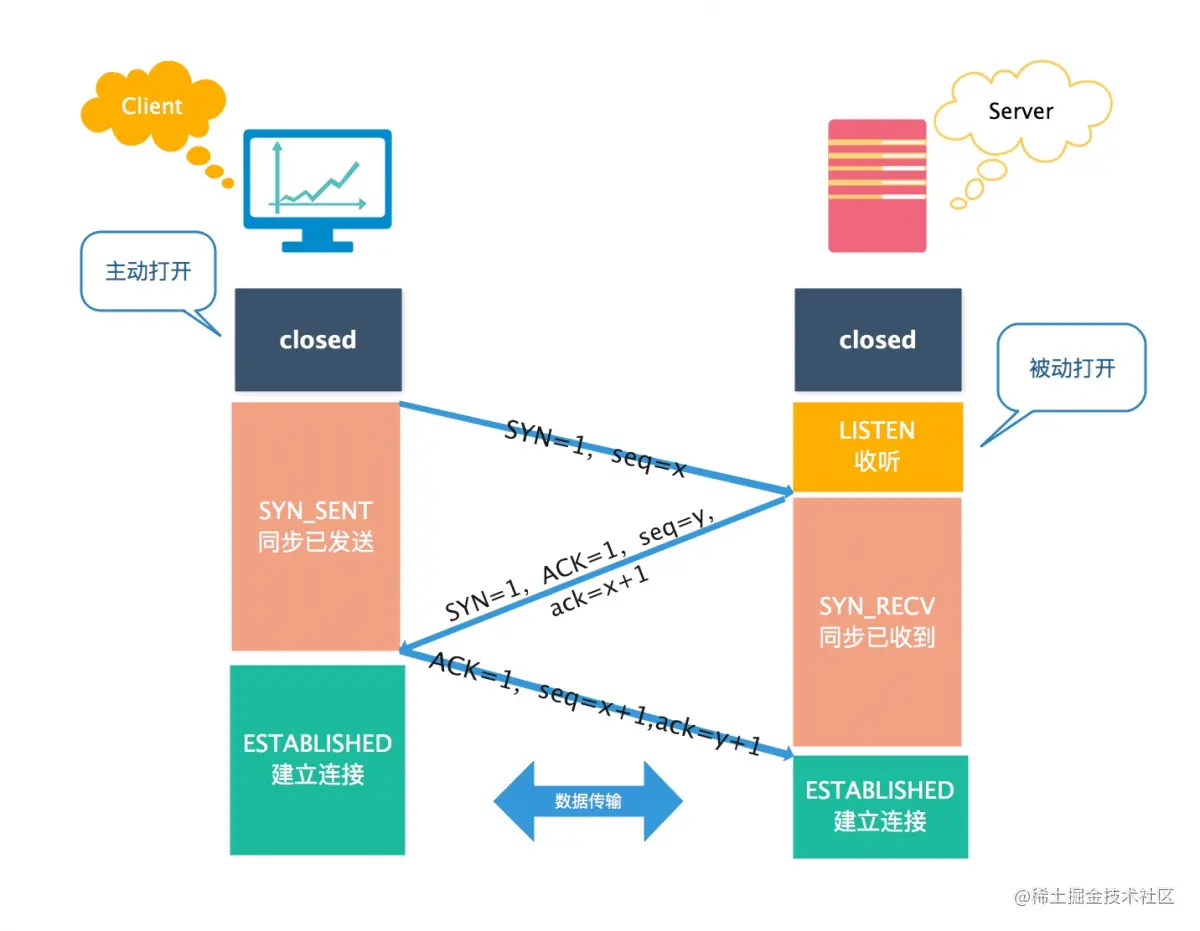 Client
Server
主动打开
closed
closed
被动打开
LISTEN
收听
SYN=1, seq=x
SYN_SENT
同步已发送
SYN=1, ACK=1, seq=y,
ack=x+1
SYN_RECV
同步已收到
ACK=1, seq=x+1,ack=y+1
ESTABLISHED
建立连接
数据传输
ESTABLISHED
建立连接
@稀土掘金技术社区